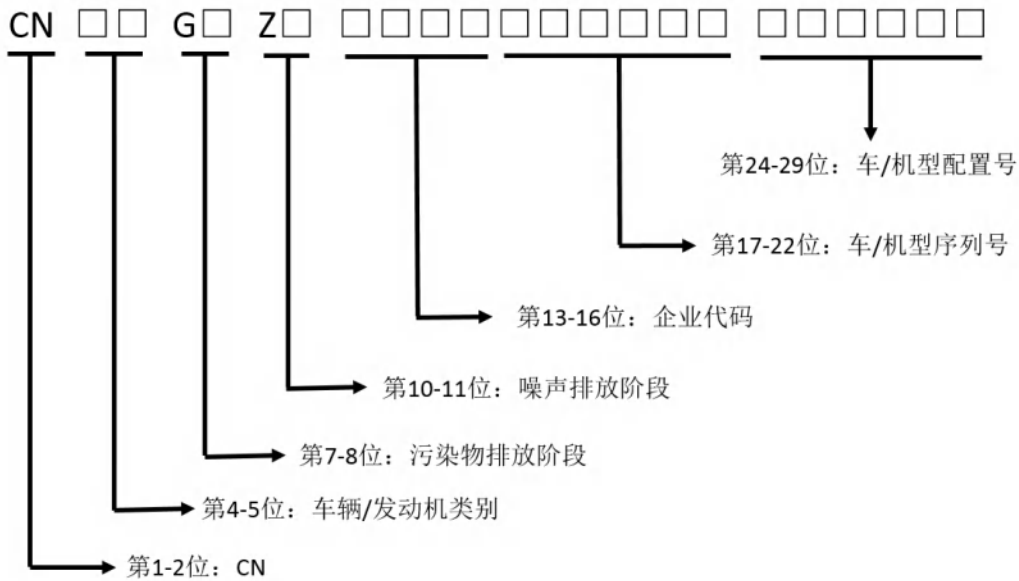 CN □□ G□ Z□ □□□□□□□□□□ □□□□□□
第24-29位：车/机型配置号
第17-22位：车/机型序列号
第13-16位：企业代码
第10-11位：噪声排放阶段
第7-8位：污染物排放阶段
第4-5位：车辆/发动机类别
第1-2位：CN